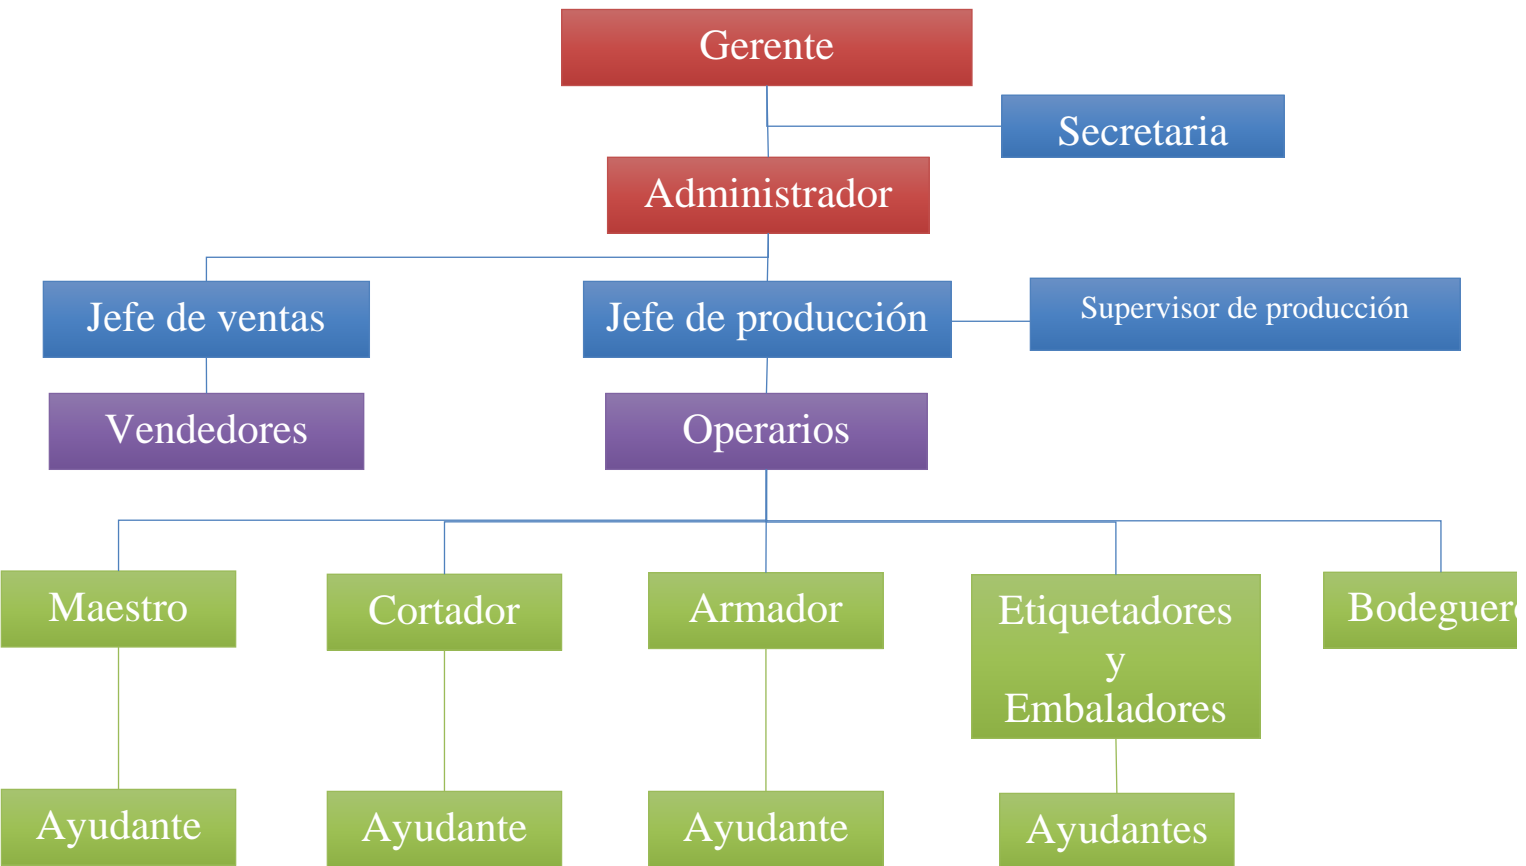 Gerente
Secretaria
Administrador
Jefe de ventas
Jefe de producción
Supervisor de producción
Vendedores
Operarios
Maestro
Cortador
Armador
Etiquetadores
y
Embaladores
Bodeguero
Ayudante
Ayudante
Ayudante
Ayudantes